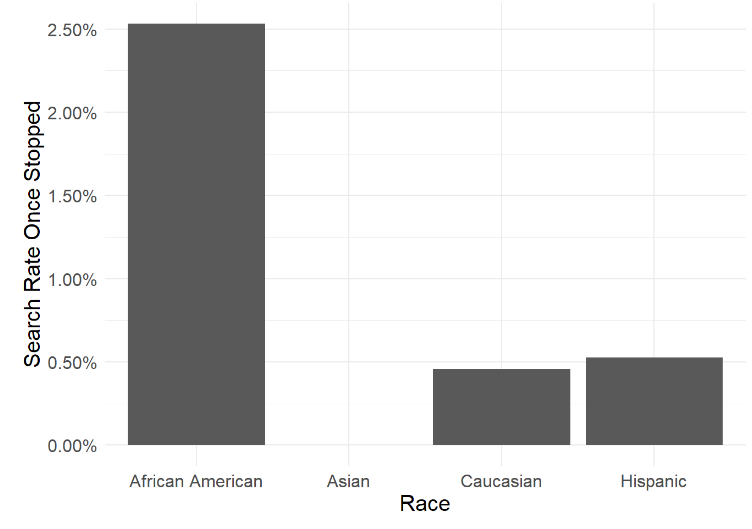 2.50%
2.00%
1.50%
1.00%
0.50%
0.00%
Search Rate Once Stopped
African American
Asian
Caucasian
Hispanic
Race